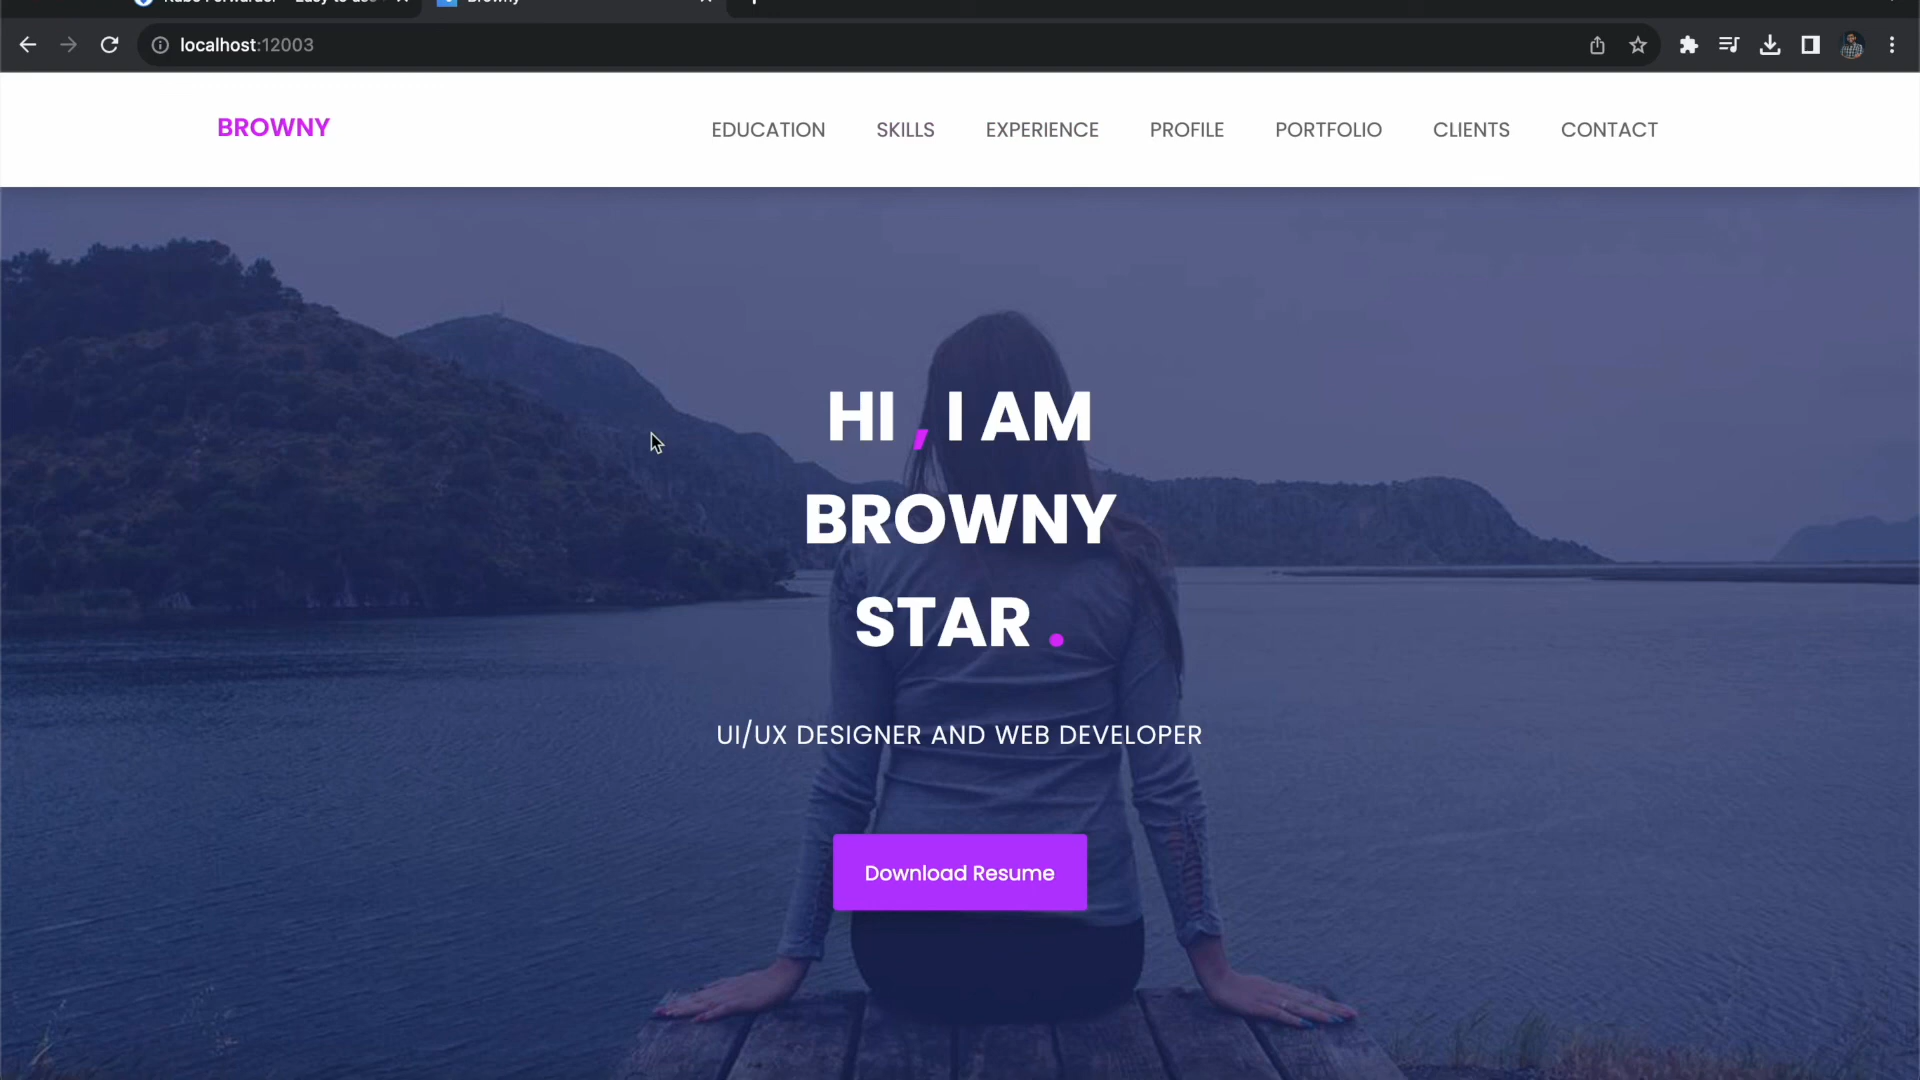 localhost:12003
BROWNY
EDUCATION SKILLS EXPERIENCE PROFILE PORTFOLIO CLIENTS CONTACT
HI , I AM
BROWNY
STAR .
UI/UX DESIGNER AND WEB DEVELOPER
Download Resume